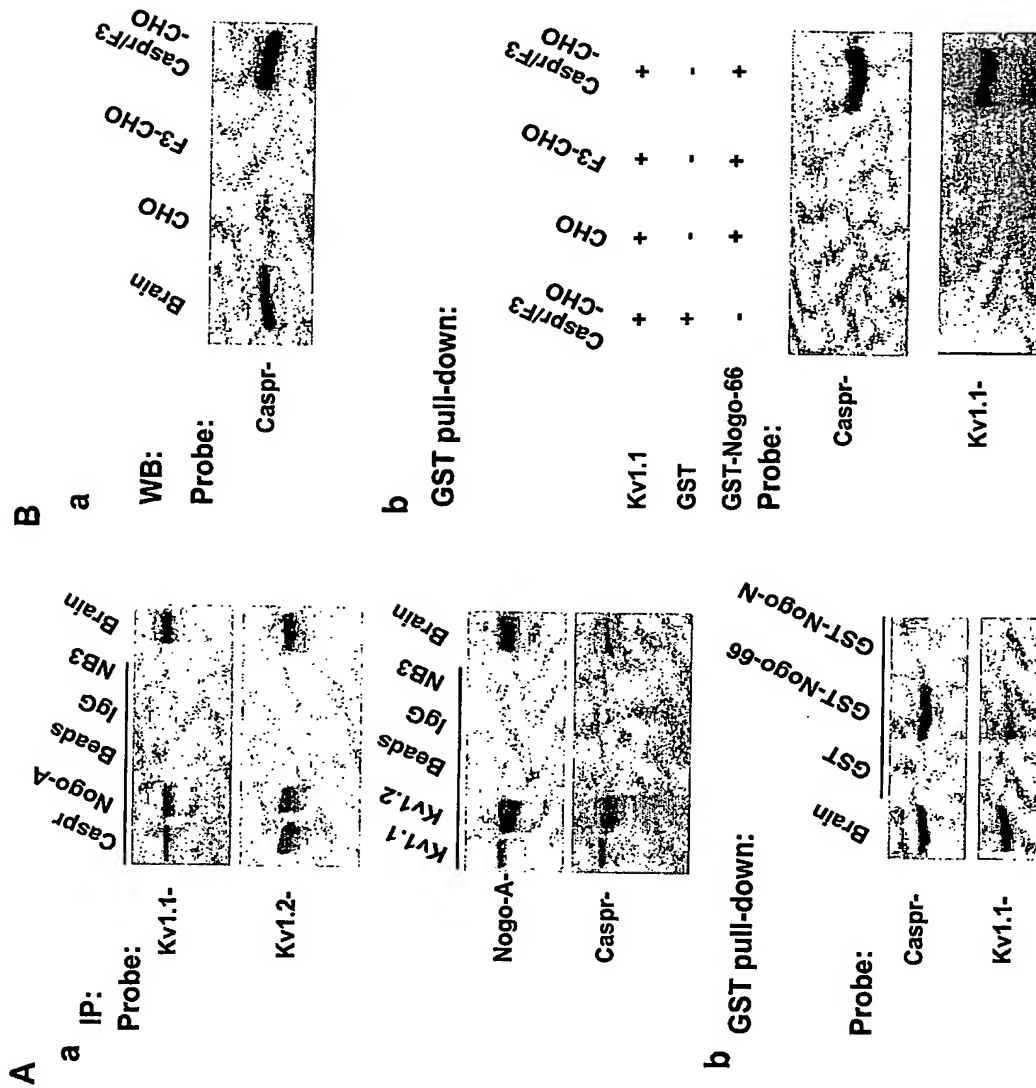 A
a
IP:
Caspr
Nogo-A
Beads
IgG
NB3
Brain
Probe:
Kv1.1-
Kv1.2-
Kv1.1
Kv1.2
Beads
IgG
NB3
Brain
Nogo-A-
Caspr-
b
GST pull-down:
Brain
GST
GST-Nogo-66
GST-Nogo-N
Probe:
Caspr-
Kv1.1-
B
a
WB:
Brain
CHO
F3-CHO
Caspr/F3
-CHO
Probe:
Caspr-
b
GST pull-down:
Caspr/F3
-CHO
CHO
F3-CHO
Caspr/F3
-CHO
Kv1.1 + + + +
GST + - - -
GST-Nogo-66 - + + +
Probe:
Caspr-
Kv1.1-